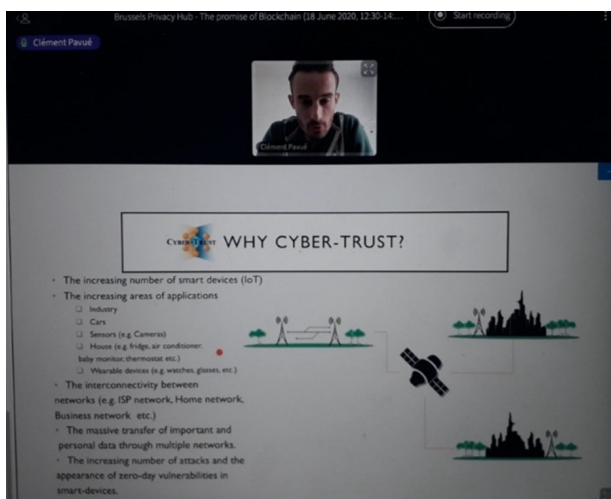 Brussels Privacy Hub - The promise of Blockchain (18 June 2020, 12:30-14:...
Start recording
Clément Pavué
Clément Pavué
CYBER-TRUST WHY CYBER-TRUST?
• The increasing number of smart devices (IoT)
• The increasing areas of applications
❑ Industry
❑ Cars
❑ Sensors (e.g. Cameras)
❑ House (e.g. fridge, air conditioner,
baby monitor, thermostat etc.)
❑ Wearable devices (e.g. watches, glasses, etc.)
• The interconnectivity between
networks (e.g. ISP network, Home network,
Business network etc.)
• The massive transfer of important and
personal data through multiple networks.
• The increasing number of attacks and the
appearance of zero-day vulnerabilities in
smart-devices.